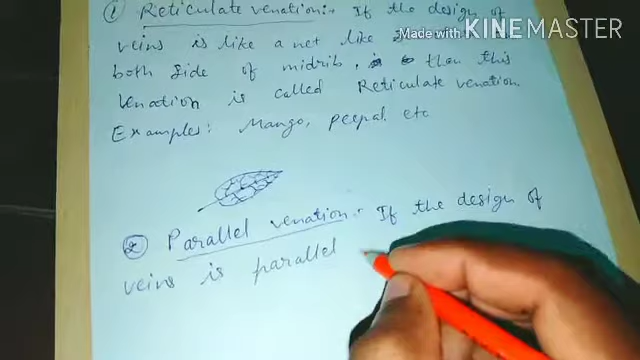 ① Reticulate venation:- If the design of
Made with KINEMASTER
veins is like a net like
both side of midrib. than this
venation is called Reticulate venation.
Examples: Mango, peepal etc
② Parallel venation:- If the design of
veins is parallel